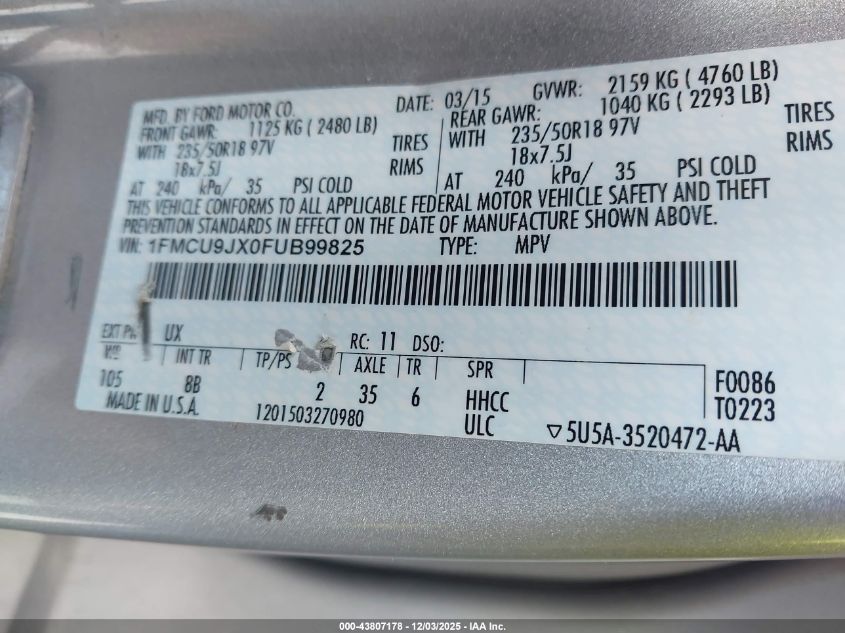 MFD. BY FORD MOTOR CO. DATE: 03/15 GVWR: 2159 KG ( 4760 LB)
FRONT GAWR: 1125 KG ( 2480 LB) REAR GAWR: 1040 KG ( 2293 LB)
WITH 235/50R18 97V TIRES WITH 235/50R18 97V TIRES
18x7.5J RIMS 18x7.5J RIMS
AT 240 kPa/ 35 PSI COLD AT 240 kPa/ 35 PSI COLD
THIS VEHICLE CONFORMS TO ALL APPLICABLE FEDERAL MOTOR VEHICLE SAFETY AND THEFT
PREVENTION STANDARDS IN EFFECT ON THE DATE OF MANUFACTURE SHOWN ABOVE.
VIN: 1FMCU9JX0FUB99825 TYPE: MPV
EXT UX RC: 11 DSO:
WB INT TR TP/PS AXLE TR SPR F0086
105 8B 2 35 6 HHCC T0223
MADE IN U.S.A. 1201503270980 ULC ▽5U5A-3520472-AA
000-43807178 - 12/03/2025 - IAA Inc.